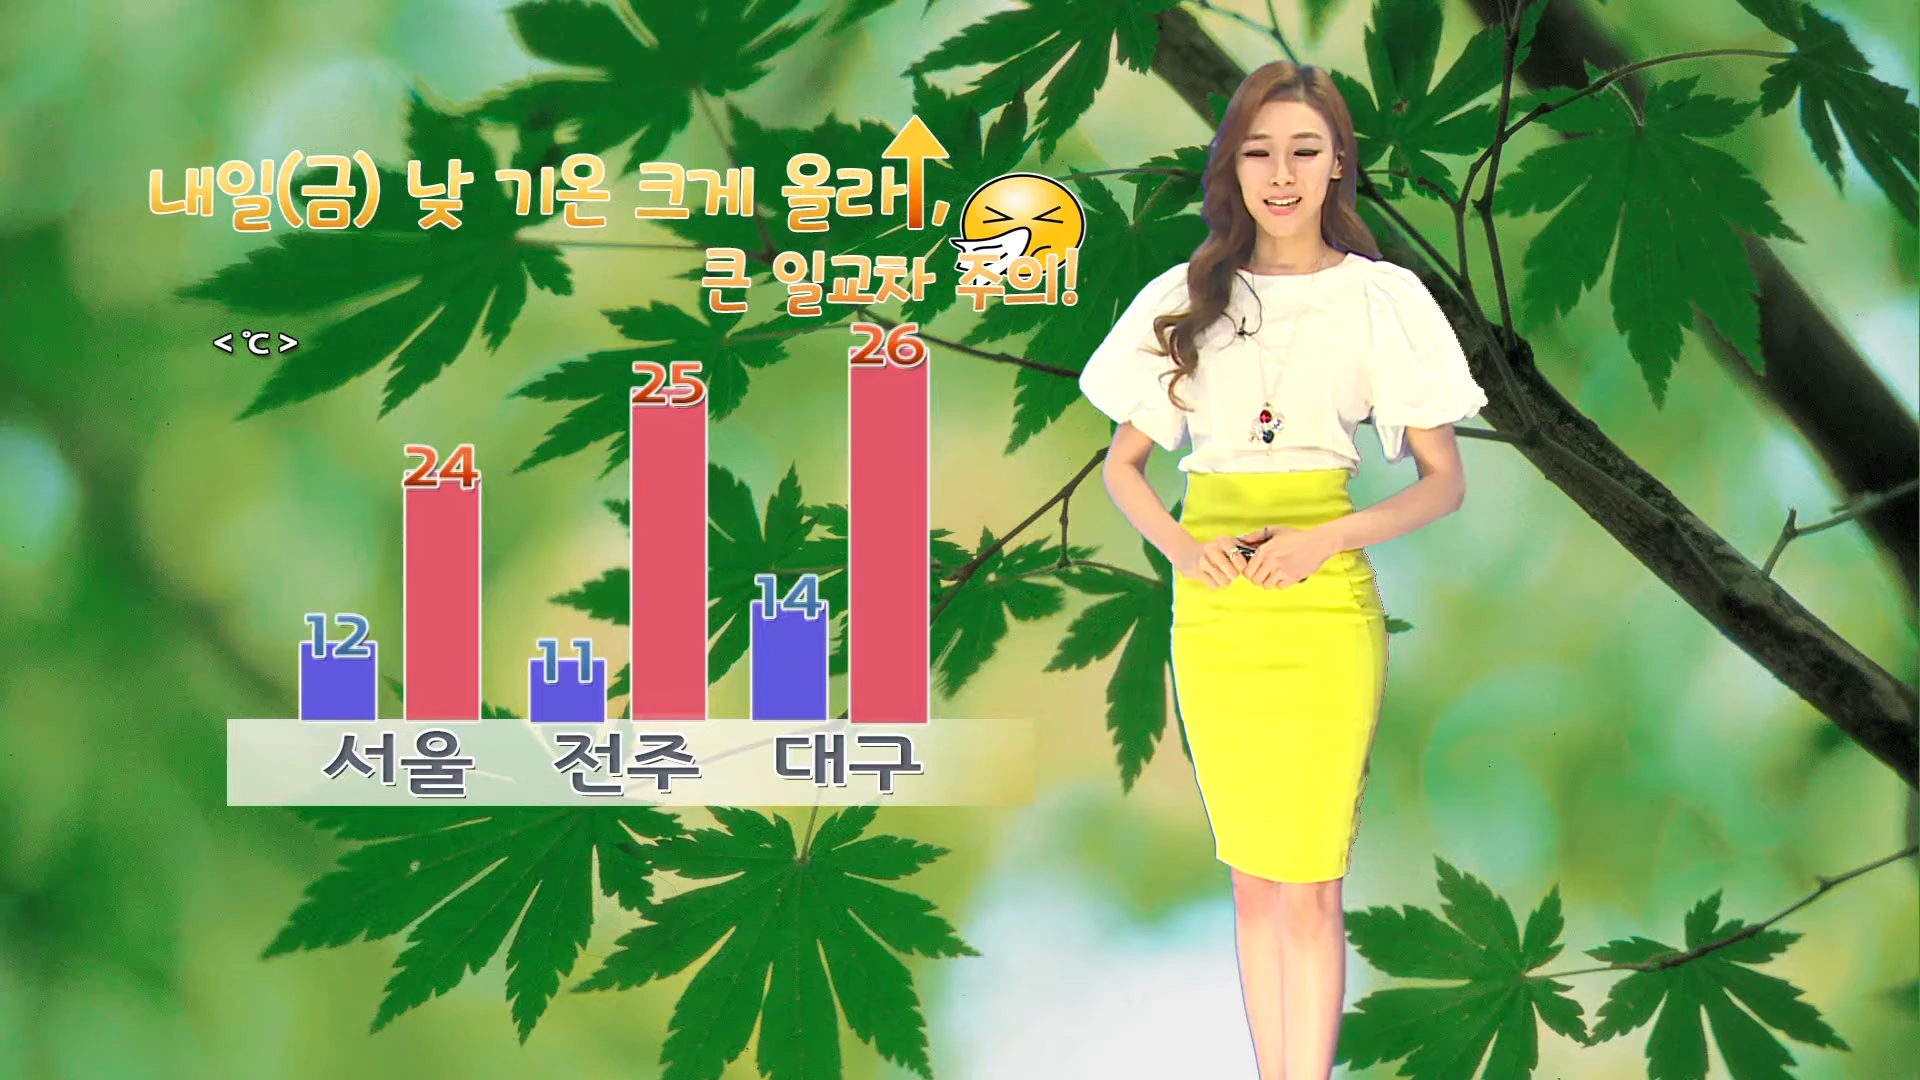 내일(금) 낮 기온 크게 올라,
큰 일교차 주의!
<℃>
12 24 11 25 14 26
서울 전주 대구